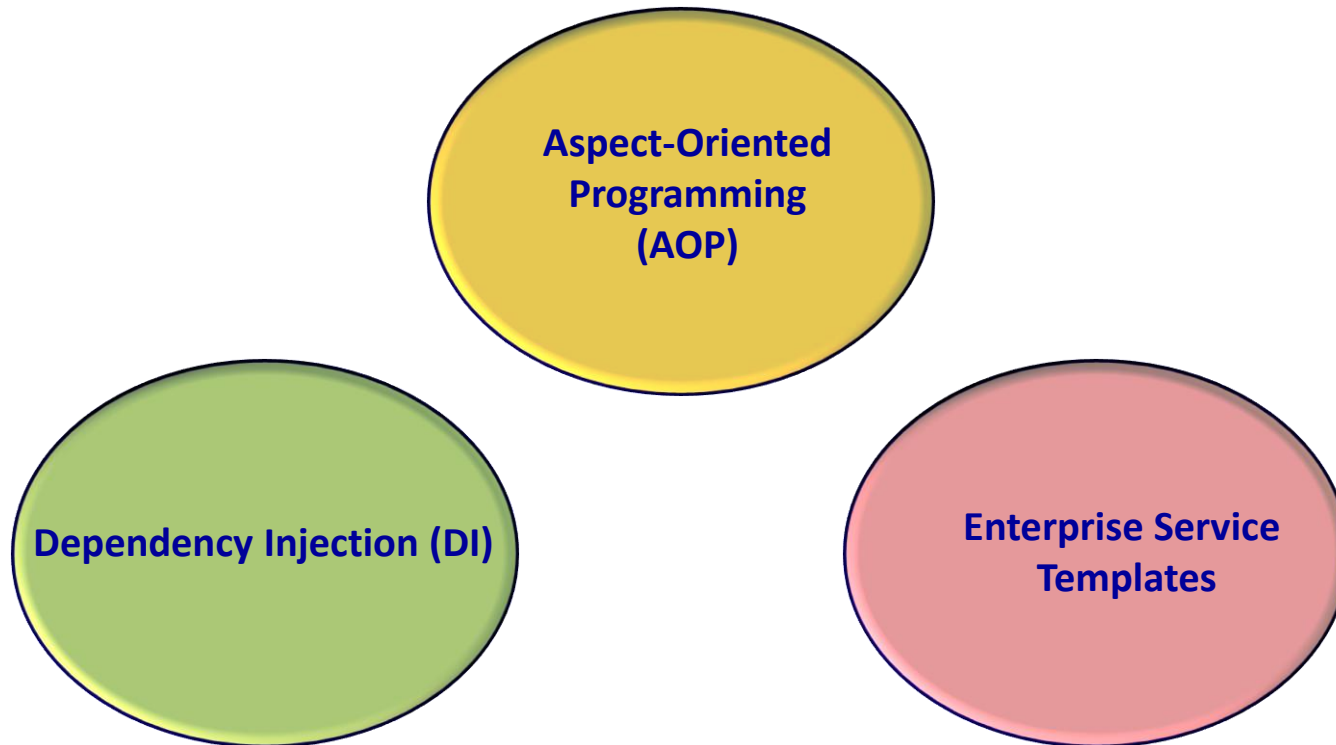 Aspect-Oriented
Programming
(AOP)
Dependency Injection (DI)
Enterprise Service
Templates